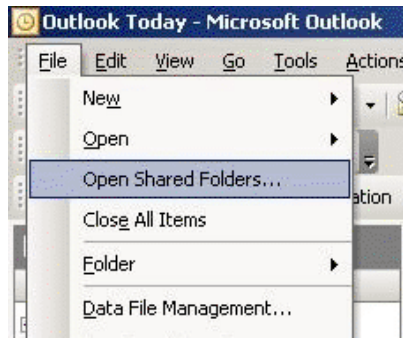 Outlook Today - Microsoft Outlook
File Edit View Go Tools Actions
New
Open
Open Shared Folders...
ation
Close All Items
Folder
Data File Management...